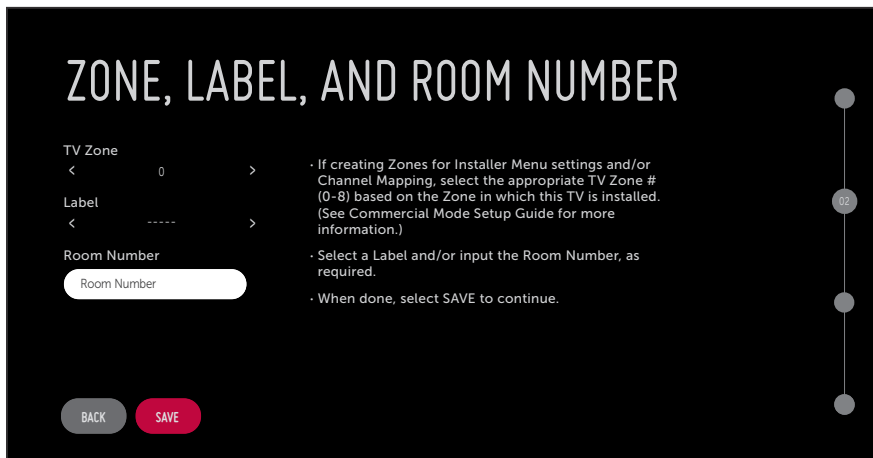 ZONE, LABEL, AND ROOM NUMBER
TV Zone
< 0 >
Label
< ----- >
Room Number
Room Number
· If creating Zones for Installer Menu settings and/or
Channel Mapping, select the appropriate TV Zone #
(0-8) based on the Zone in which this TV is installed.
(See Commercial Mode Setup Guide for more
information.)
· Select a Label and/or input the Room Number, as
required.
· When done, select SAVE to continue.
02
BACK
SAVE